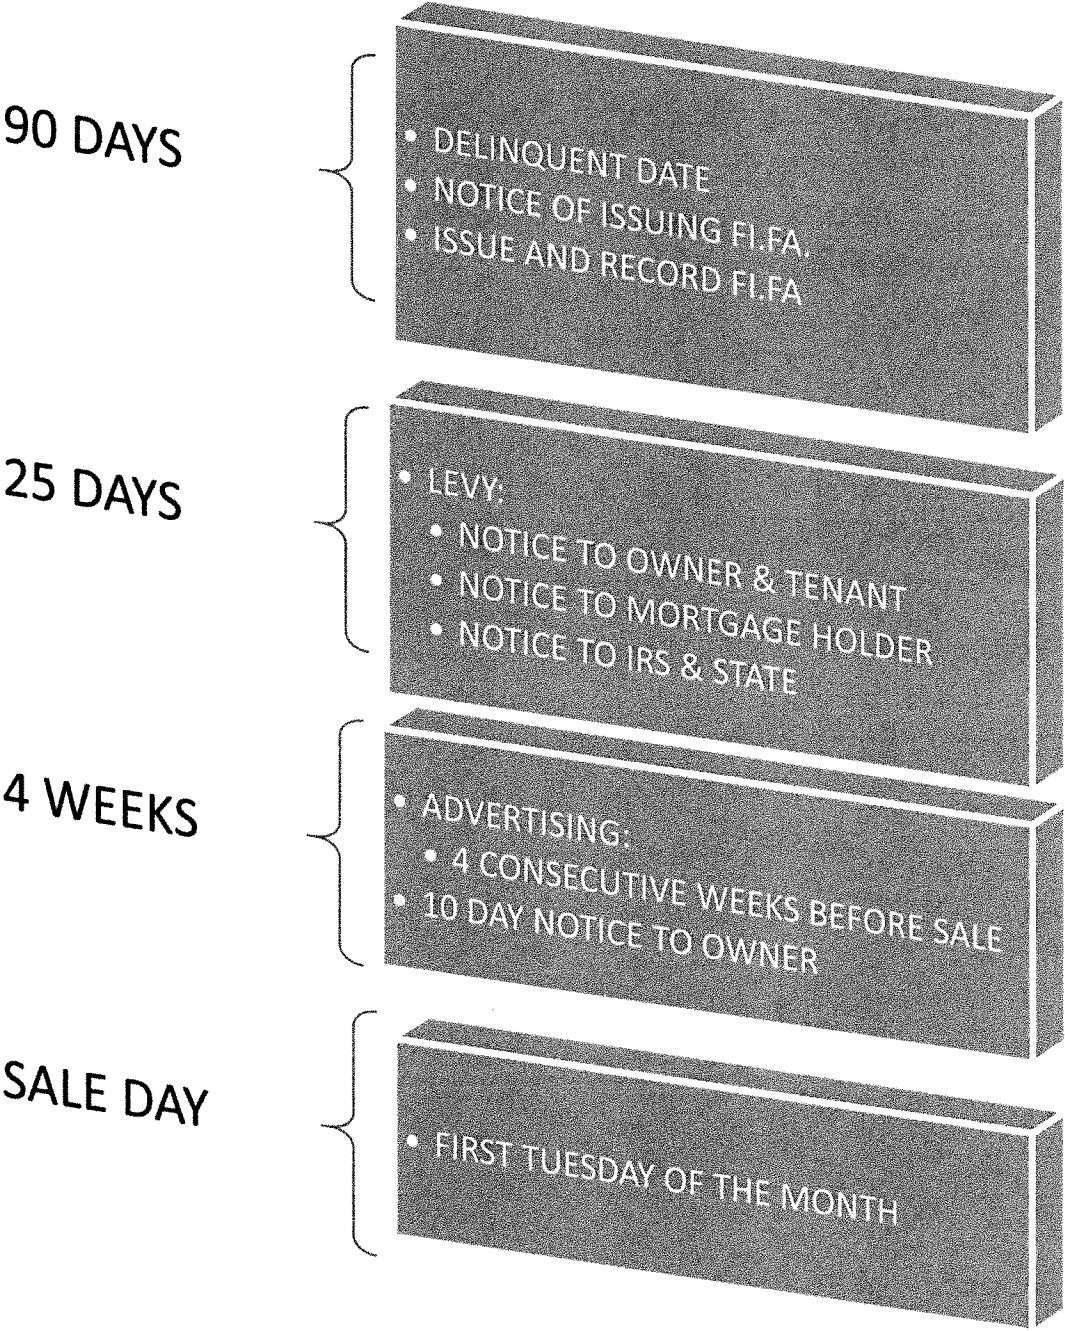 90 DAYS
• DELINQUENT DATE
• NOTICE OF ISSUING FI.FA.
• ISSUE AND RECORD FI.FA
25 DAYS
• LEVY:
• NOTICE TO OWNER & TENANT
• NOTICE TO MORTGAGE HOLDER
• NOTICE TO IRS & STATE
4 WEEKS
• ADVERTISING:
• 4 CONSECUTIVE WEEKS BEFORE SALE
• 10 DAY NOTICE TO OWNER
SALE DAY
• FIRST TUESDAY OF THE MONTH